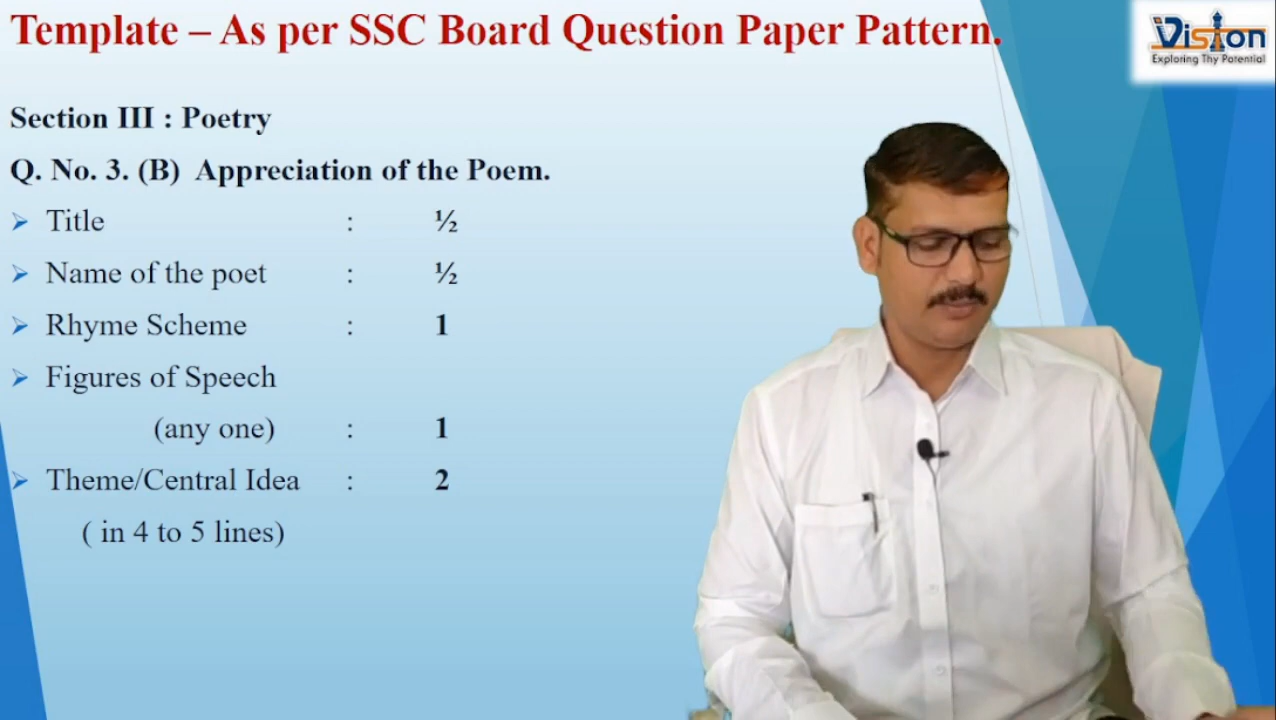 Template – As per SSC Board Question Paper Pattern.
Vision
Exploring Thy Potential
Section III : Poetry
Q. No. 3. (B) Appreciation of the Poem.
➢ Title : ½
➢ Name of the poet : ½
➢ Rhyme Scheme : 1
➢ Figures of Speech
(any one) : 1
➢ Theme/Central Idea : 2
( in 4 to 5 lines)